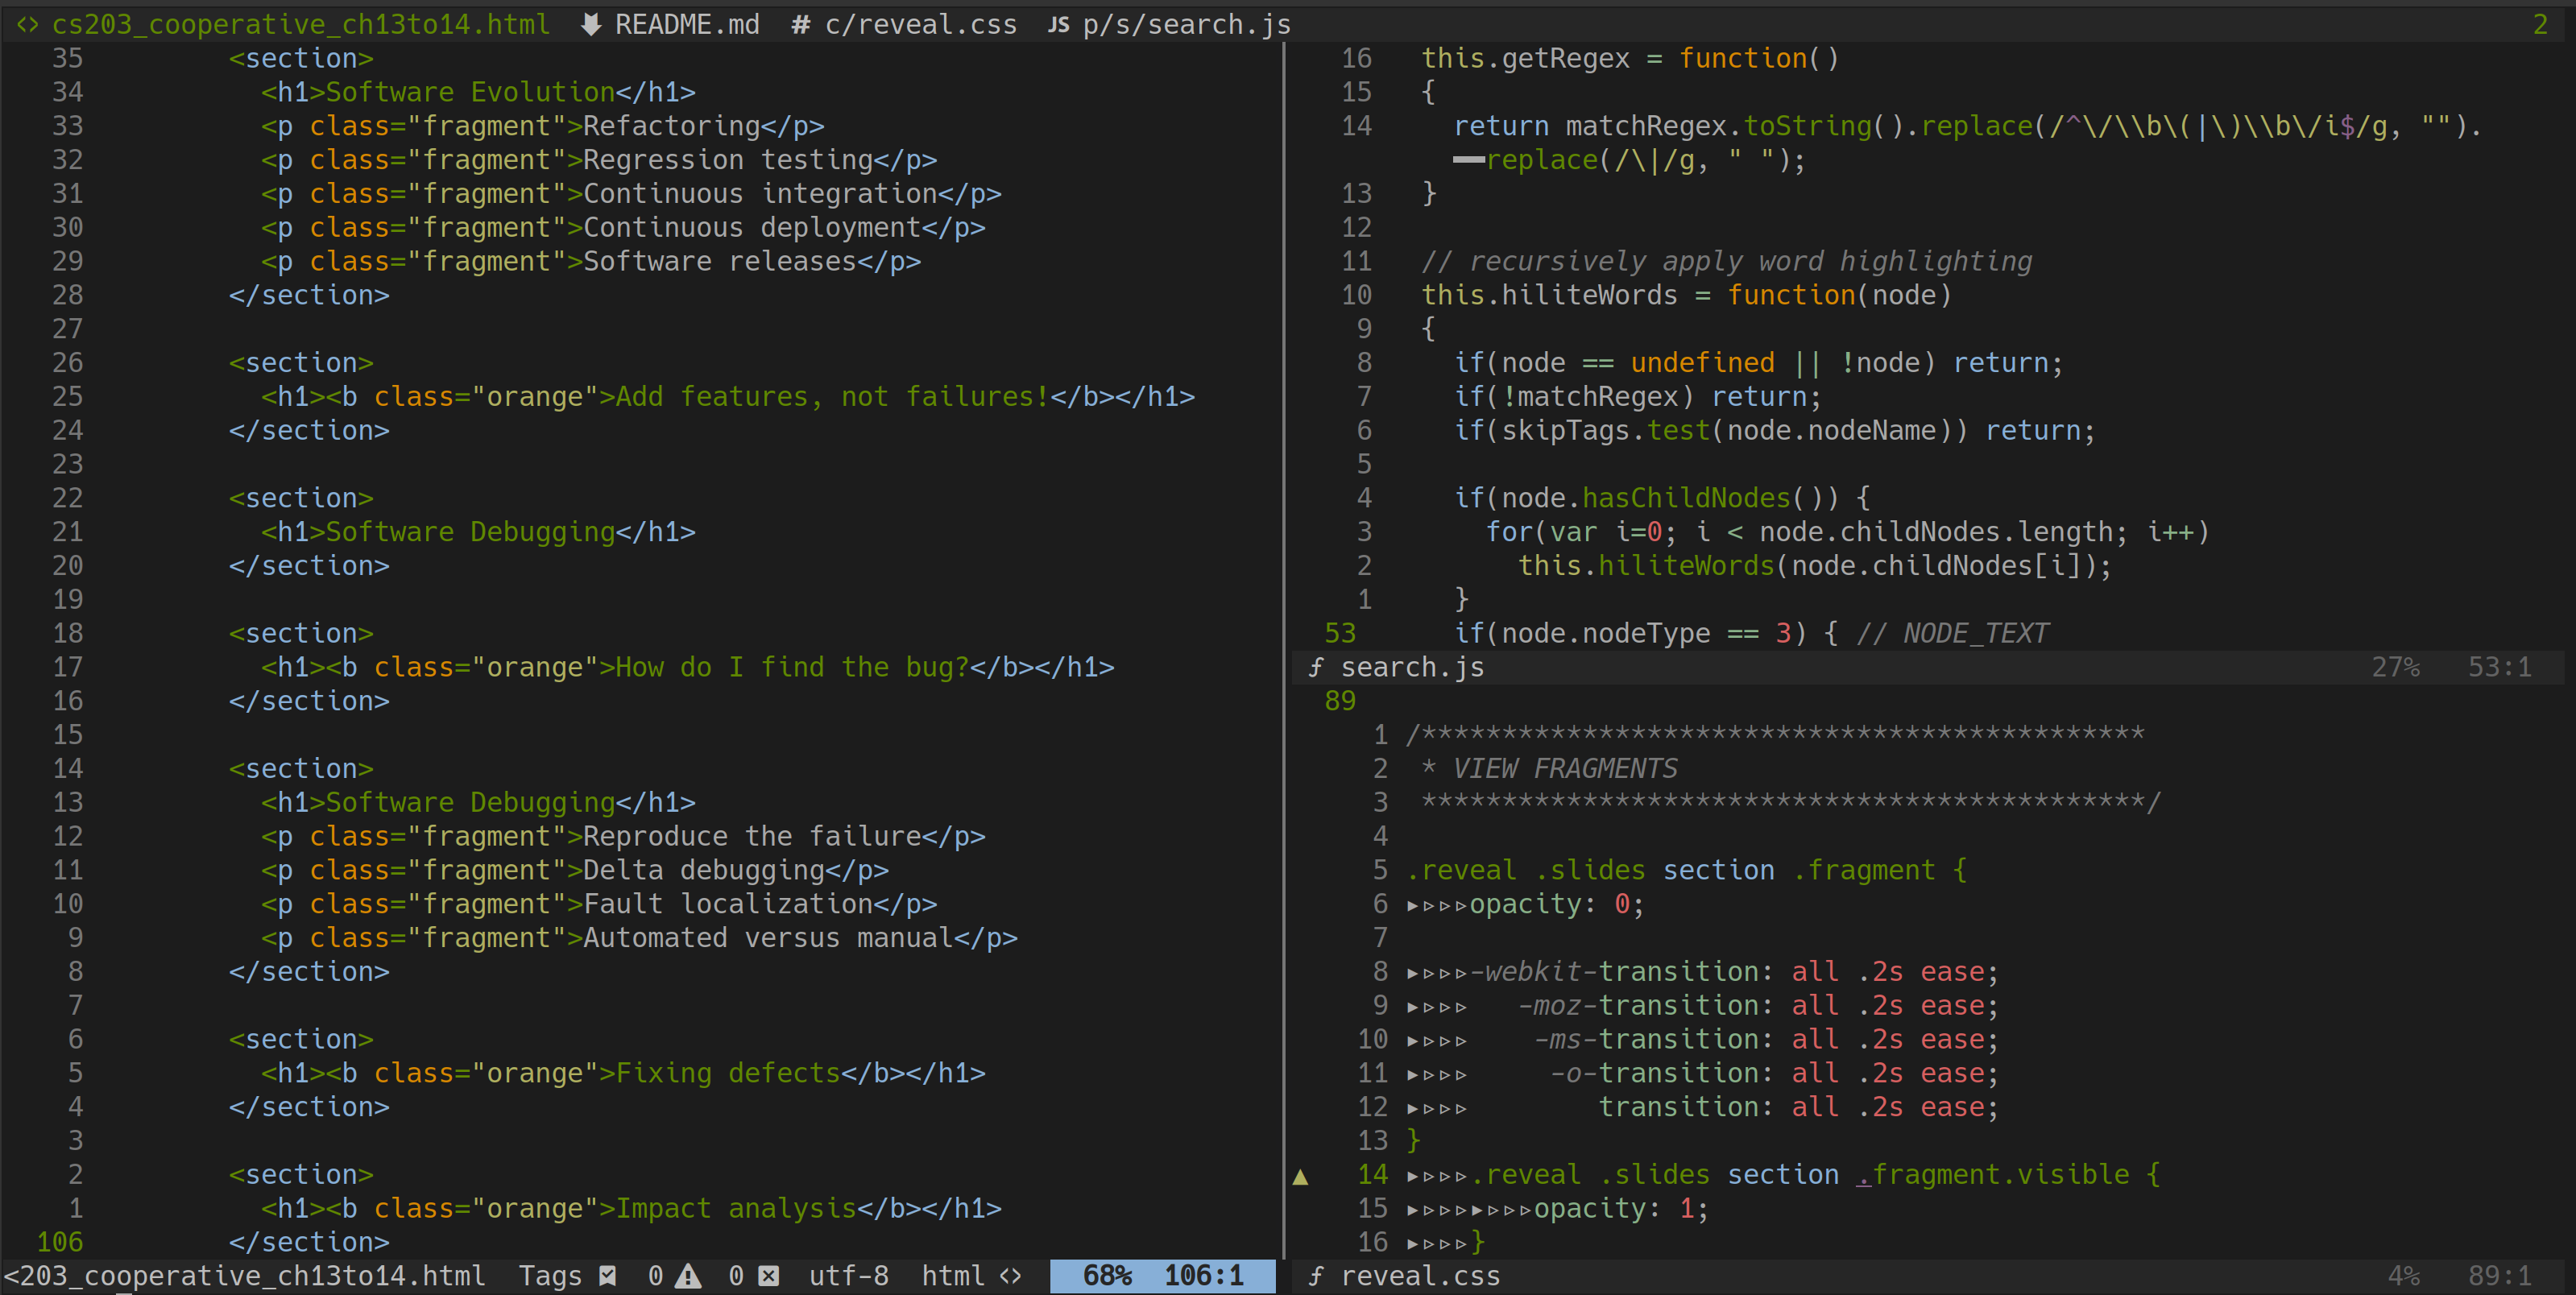 <> cs203_cooperative_ch13to14.html README.md # c/reveal.css JS p/s/search.js 2
35 <section>
34 <h1>Software Evolution</h1>
33 <p class="fragment">Refactoring</p>
32 <p class="fragment">Regression testing</p>
31 <p class="fragment">Continuous integration</p>
30 <p class="fragment">Continuous deployment</p>
29 <p class="fragment">Software releases</p>
28 </section>
27
26 <section>
25 <h1><b class="orange">Add features, not failures!</b></h1>
24 </section>
23
22 <section>
21 <h1>Software Debugging</h1>
20 </section>
19
18 <section>
17 <h1><b class="orange">How do I find the bug?</b></h1>
16 </section>
15
14 <section>
13 <h1>Software Debugging</h1>
12 <p class="fragment">Reproduce the failure</p>
11 <p class="fragment">Delta debugging</p>
10 <p class="fragment">Fault localization</p>
9 <p class="fragment">Automated versus manual</p>
8 </section>
7
6 <section>
5 <h1><b class="orange">Fixing defects</b></h1>
4 </section>
3
2 <section>
1 <h1><b class="orange">Impact analysis</b></h1>
106 </section>
<203_cooperative_ch13to14.html Tags 0 0 utf-8 html <> 68% 106:1
16 this.getRegex = function()
15 {
14 return matchRegex.toString().replace(/^\/\\b\(|\)\\b\/i$/g, "").
replace(/\|/g, " ");
13 }
12
11 // recursively apply word highlighting
10 this.hiliteWords = function(node)
9 {
8 if(node == undefined || !node) return;
7 if(!matchRegex) return;
6 if(skipTags.test(node.nodeName)) return;
5
4 if(node.hasChildNodes()) {
3 for(var i=0; i < node.childNodes.length; i++)
2 this.hiliteWords(node.childNodes[i]);
1 }
53 if(node.nodeType == 3) { // NODE_TEXT
ƒ search.js 27% 53:1
89
1 /*********************************************
2 * VIEW FRAGMENTS
3 *********************************************/
4
5 .reveal .slides section .fragment {
6 ▸▹▹▹opacity: 0;
7
8 ▸▹▹▹-webkit-transition: all .2s ease;
9 ▸▹▹▹ -moz-transition: all .2s ease;
10 ▸▹▹▹ -ms-transition: all .2s ease;
11 ▸▹▹▹ -o-transition: all .2s ease;
12 ▸▹▹▹ transition: all .2s ease;
13 }
14 ▸▹▹▹.reveal .slides section .fragment.visible {
15 ▸▹▹▹▸▹▹▹opacity: 1;
16 ▸▹▹▹}
ƒ reveal.css 4% 89:1